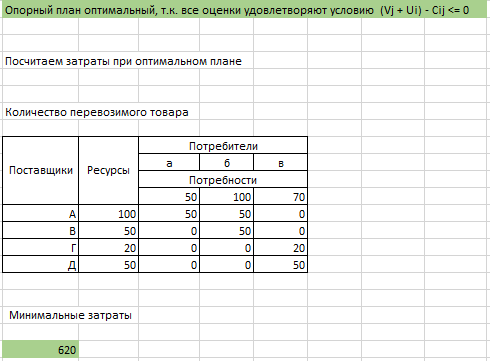 Опорный план оптимальный, т.к. все оценки удовлетворяют условию (Vj + Ui) - Cij <= 0
Посчитаем затраты при оптимальном плане
Количество перевозимого товара
Поставщики Ресурсы Потребители
а б в
Потребности
50 100 70
А 100 50 50 0
В 50 0 50 0
Г 20 0 0 20
Д 50 0 0 50
Минимальные затраты
620